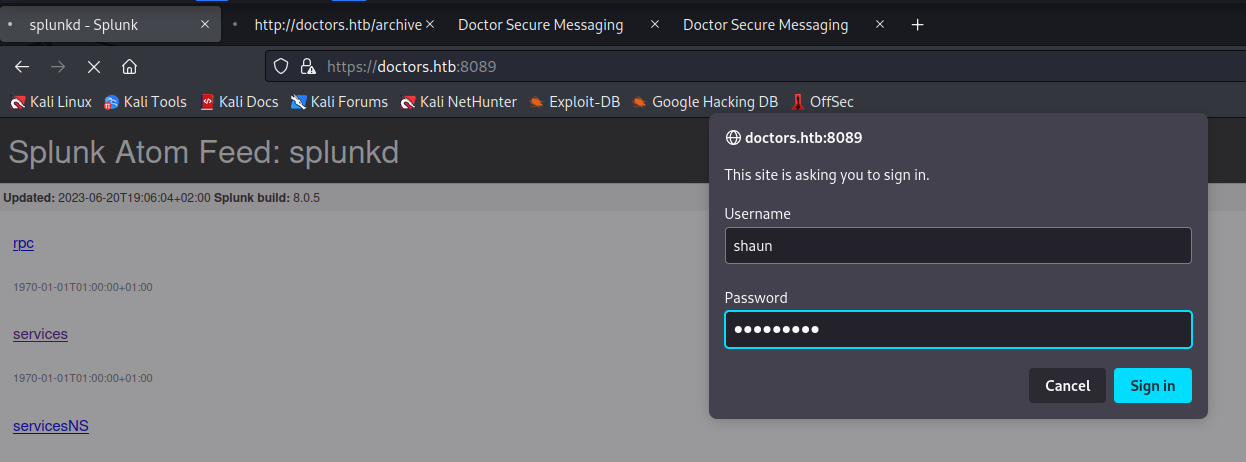 splunkd - Splunk
http://doctors.htb/archive
Doctor Secure Messaging
Doctor Secure Messaging
https://doctors.htb:8089
Kali Linux Kali Tools Kali Docs Kali Forums Kali NetHunter Exploit-DB Google Hacking DB OffSec
Splunk Atom Feed: splunkd
Updated: 2023-06-20T19:06:04+02:00 Splunk build: 8.0.5
rpc
1970-01-01T01:00:00+01:00
services
1970-01-01T01:00:00+01:00
servicesNS
doctors.htb:8089
This site is asking you to sign in.
Username
shaun
Password
●●●●●●●●●
Cancel Sign in